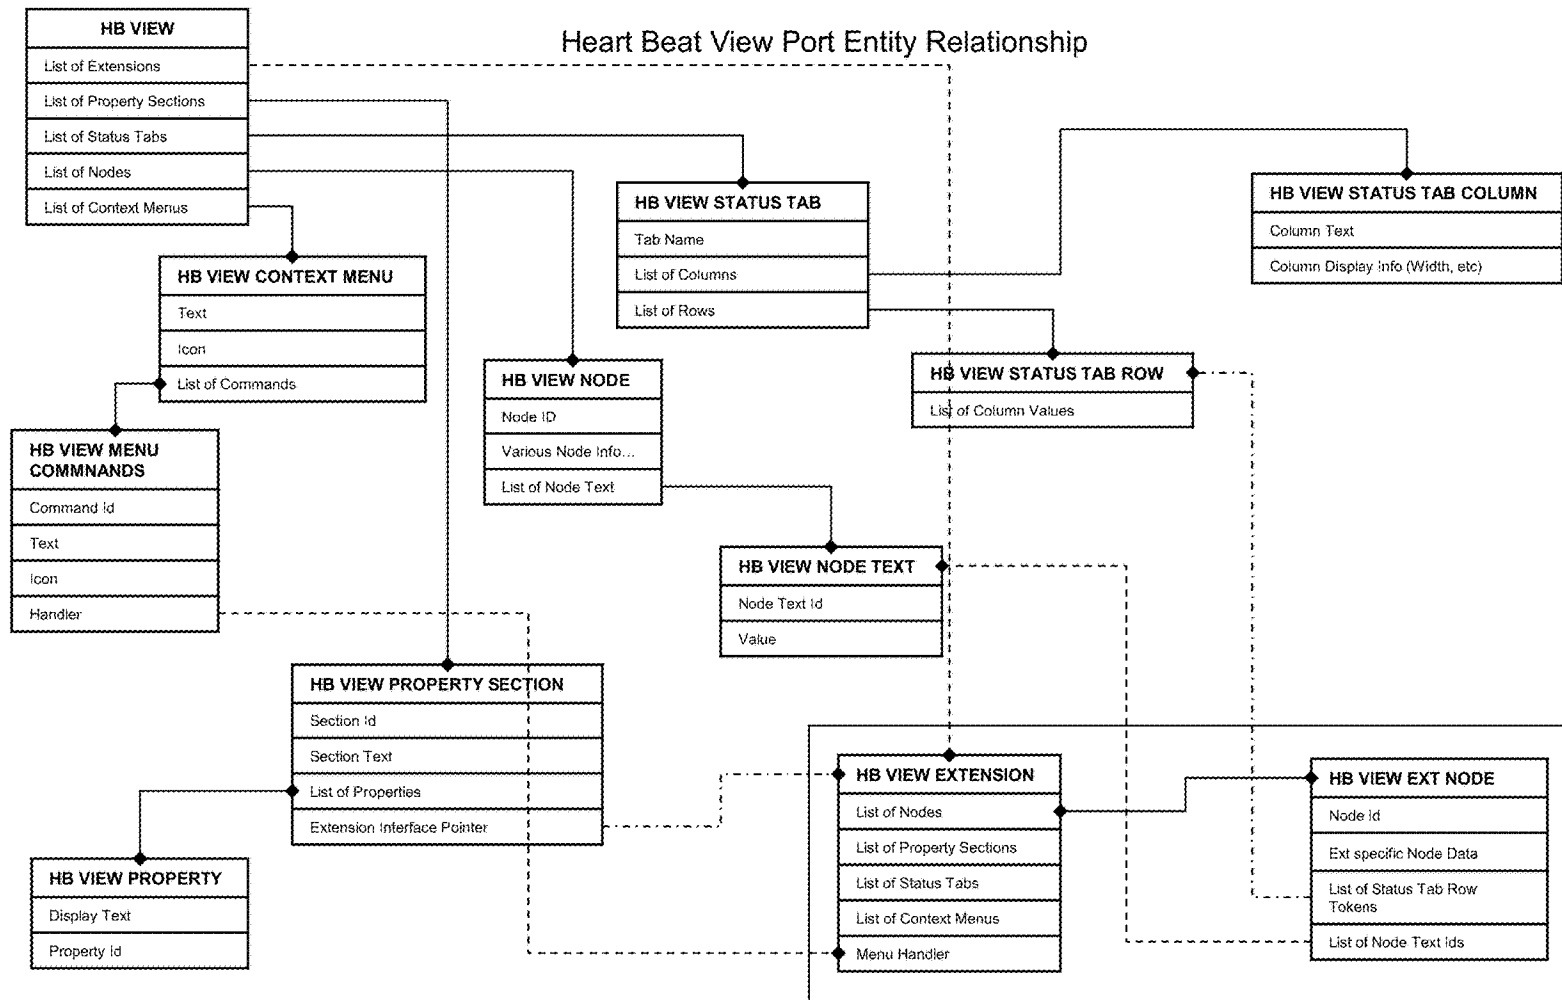 Heart Beat View Port Entity Relationship
HB VIEW
List of Extensions
List of Property Sections
List of Status Tabs
List of Nodes
List of Context Menus
HB VIEW CONTEXT MENU
Text
Icon
List of Commands
HB VIEW MENU
COMMNANDS
Command Id
Text
Icon
Handler
HB VIEW STATUS TAB
Tab Name
List of Columns
List of Rows
HB VIEW STATUS TAB COLUMN
Column Text
Column Display Info (Width, etc)
HB VIEW NODE
Node ID
Various Node Info...
List of Node Text
HB VIEW STATUS TAB ROW
List of Column Values
HB VIEW NODE TEXT
Node Text Id
Value
HB VIEW PROPERTY SECTION
Section Id
Section Text
List of Properties
Extension Interface Pointer
HB VIEW PROPERTY
Display Text
Property Id
HB VIEW EXTENSION
List of Nodes
List of Property Sections
List of Status Tabs
List of Context Menus
Menu Handler
HB VIEW EXT NODE
Node Id
Ext specific Node Data
List of Status Tab Row
Tokens
List of Node Text Ids